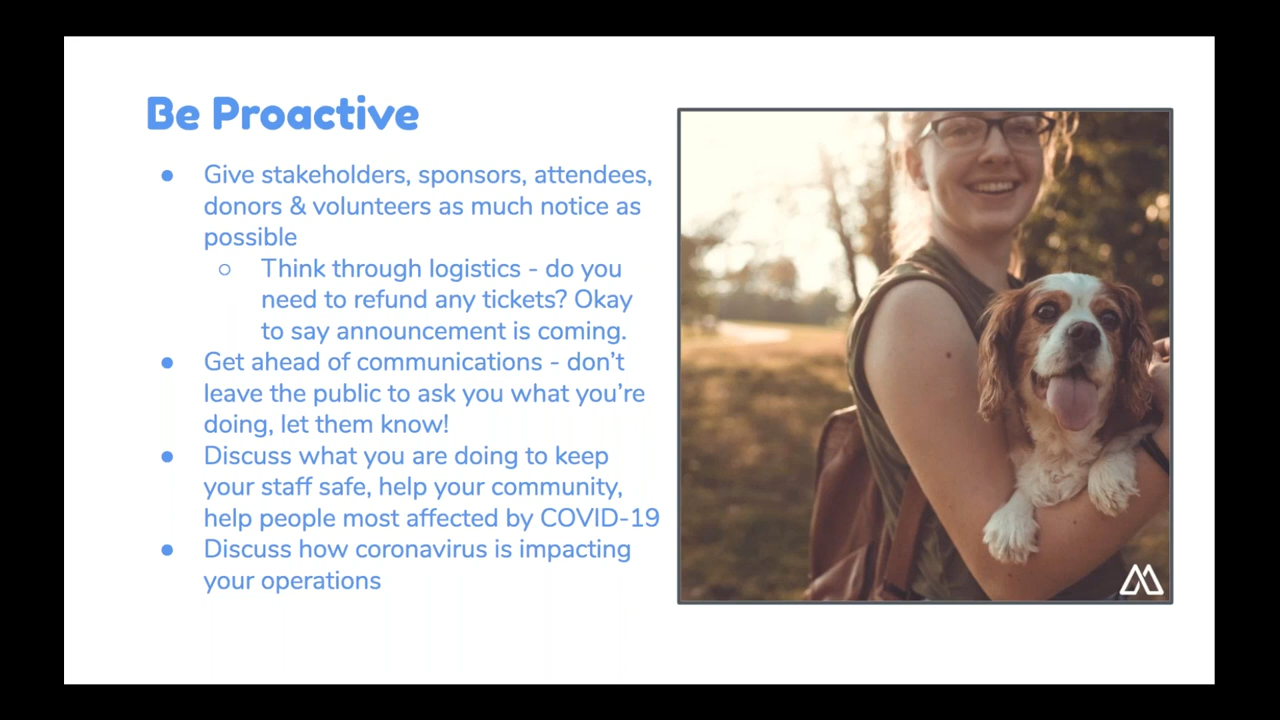 Be Proactive
● Give stakeholders, sponsors, attendees,
donors & volunteers as much notice as
possible
○ Think through logistics - do you
need to refund any tickets? Okay
to say announcement is coming.
● Get ahead of communications - don’t
leave the public to ask you what you’re
doing, let them know!
● Discuss what you are doing to keep
your staff safe, help your community,
help people most affected by COVID-19
● Discuss how coronavirus is impacting
your operations